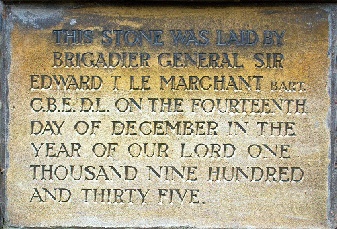 THIS STONE WAS LAID BY
BRIGADIER GENERAL SIR
EDWARD T. LE MARCHANT BART.
C.B.E. D.L. ON THE FOURTEENTH
DAY OF DECEMBER IN THE
YEAR OF OUR LORD ONE
THOUSAND NINE HUNDRED
AND THIRTY FIVE.